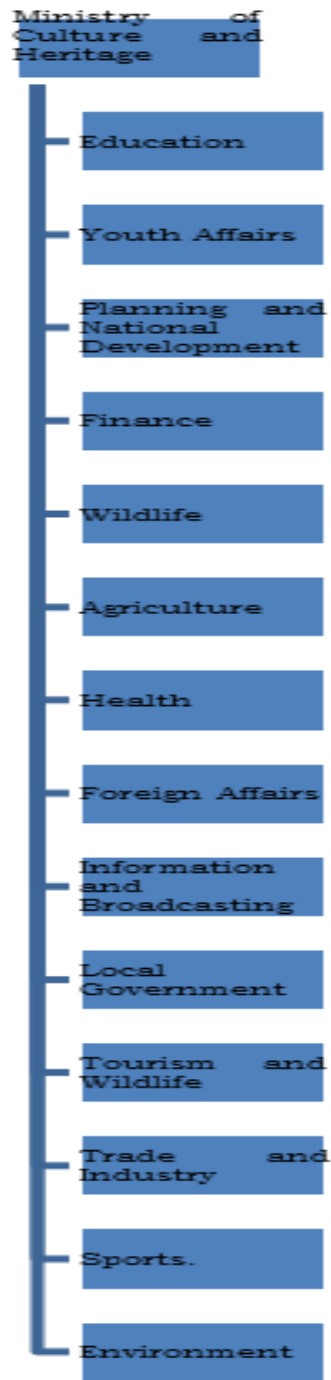 Ministry of
Culture and
Heritage
Education
Youth Affairs
Planning and
National
Development
Finance
Wildlife
Agriculture
Health
Foreign Affairs
Information
and
Broadcasting
Local
Government
Tourism and
Wildlife
Trade and
Industry
Sports.
Environment